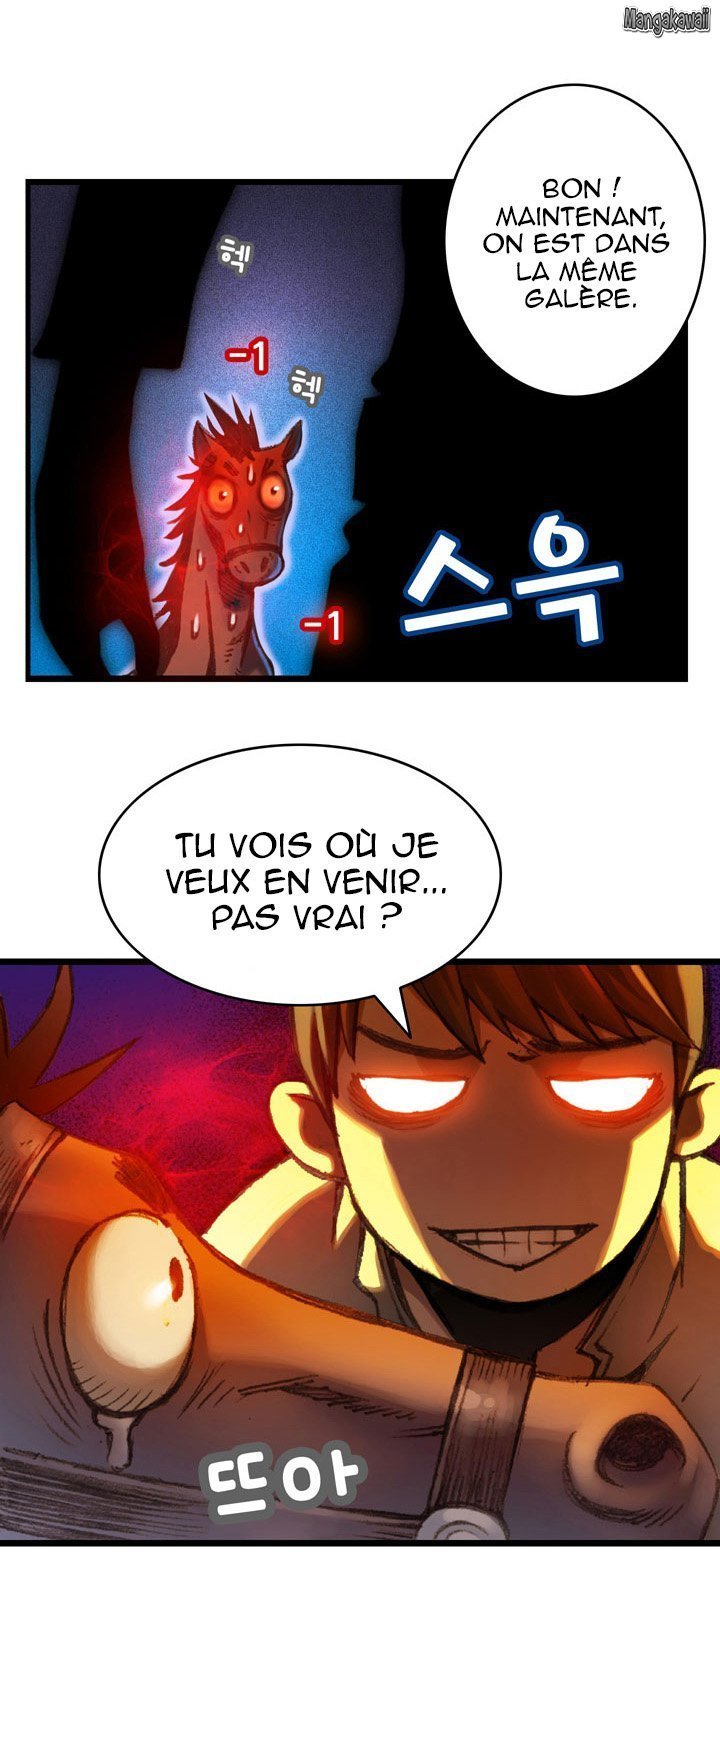 Mangakawaii
BON !
MAINTENANT,
ON EST DANS
LA MÊME
GALÈRE.
헥
-1
헥
스윽
-1
TU VOIS OÙ JE
VEUX EN VENIR...
PAS VRAI ?
뜨아